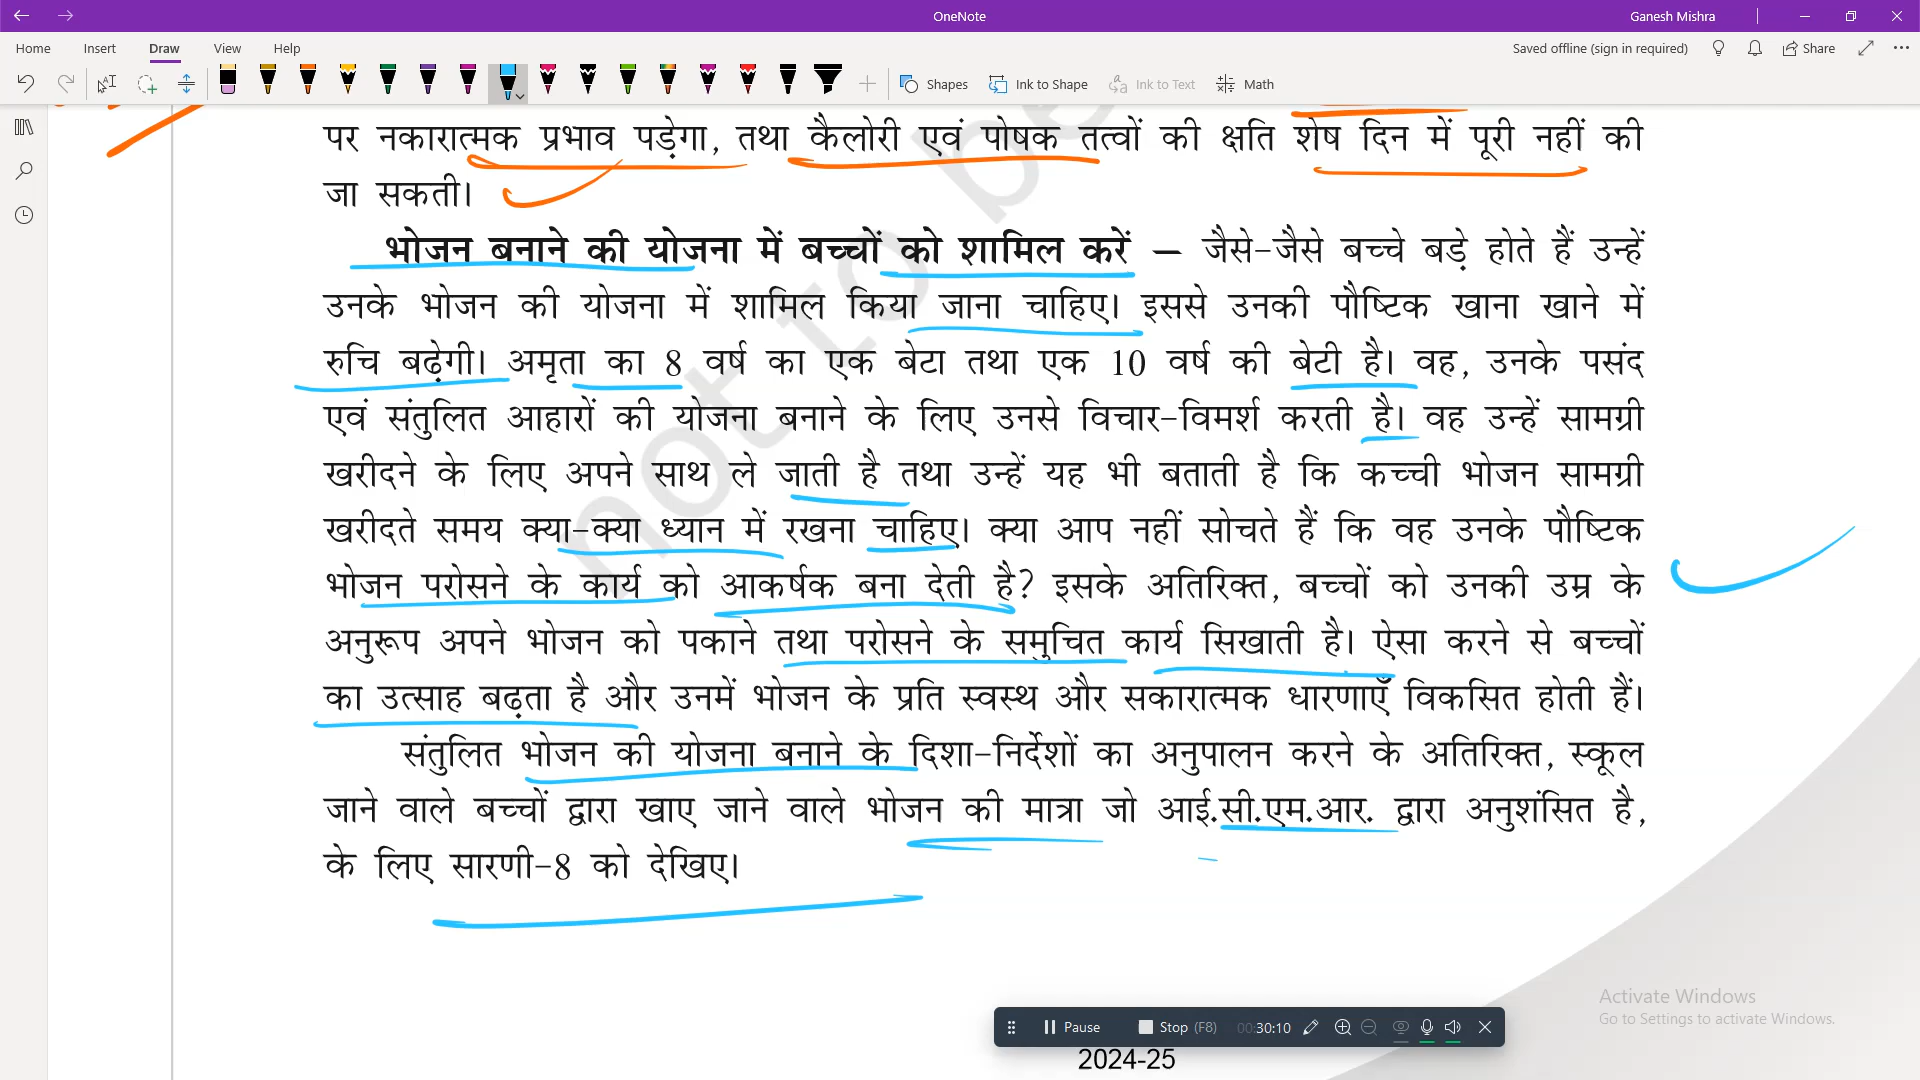 OneNote
Ganesh Mishra
Home Insert Draw View Help
Saved offline (sign in required) Share
Shapes Ink to Shape Ink to Text Math
पर नकारात्मक प्रभाव पड़ेगा, तथा कैलोरी एवं पोषक तत्वों की क्षति शेष दिन में पूरी नहीं की
जा सकती।
भोजन बनाने की योजना में बच्चों को शामिल करें — जैसे-जैसे बच्चे बड़े होते हैं उन्हें
उनके भोजन की योजना में शामिल किया जाना चाहिए। इससे उनकी पौष्टिक खाना खाने में
रुचि बढ़ेगी। अमृता का 8 वर्ष का एक बेटा तथा एक 10 वर्ष की बेटी है। वह, उनके पसंद
एवं संतुलित आहारों की योजना बनाने के लिए उनसे विचार-विमर्श करती है। वह उन्हें सामग्री
खरीदने के लिए अपने साथ ले जाती है तथा उन्हें यह भी बताती है कि कच्ची भोजन सामग्री
खरीदते समय क्या-क्या ध्यान में रखना चाहिए। क्या आप नहीं सोचते हैं कि वह उनके पौष्टिक
भोजन परोसने के कार्य को आकर्षक बना देती है? इसके अतिरिक्त, बच्चों को उनकी उम्र के
अनुरूप अपने भोजन को पकाने तथा परोसने के समुचित कार्य सिखाती है। ऐसा करने से बच्चों
का उत्साह बढ़ता है और उनमें भोजन के प्रति स्वस्थ और सकारात्मक धारणाएँ विकसित होती हैं।
संतुलित भोजन की योजना बनाने के दिशा-निर्देशों का अनुपालन करने के अतिरिक्त, स्कूल
जाने वाले बच्चों द्वारा खाए जाने वाले भोजन की मात्रा जो आई.सी.एम.आर. द्वारा अनुशंसित है,
के लिए सारणी-8 को देखिए।
not to be
Activate Windows
Go to Settings to activate Windows.
Pause Stop (F8) 00:30:10
2024-25